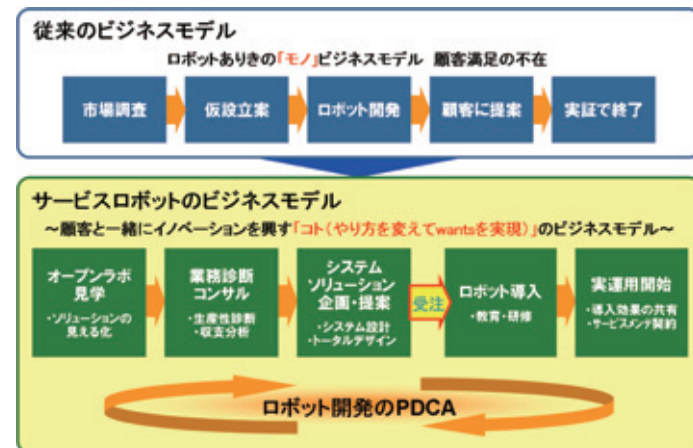 従来のビジネスモデル
ロボットありきの「モノ」ビジネスモデル 顧客満足の不在
市場調査
仮設立案
ロボット開発
顧客に提案
実証で終了
サービスロボットのビジネスモデル
～顧客と一緒にイノベーションを興す「コト(やり方を変えてwantsを実現)」のビジネスモデル～
オープンラボ
見学
・ソリューションの
見える化
業務診断
コンサル
・生産性診断
・収支分析
システム
ソリューション
企画・提案
・システム設計
・トータルデザイン
受注
ロボット導入
・教育・研修
実運用開始
・導入効果の共有
・サービスメンテ契約
ロボット開発のPDCA